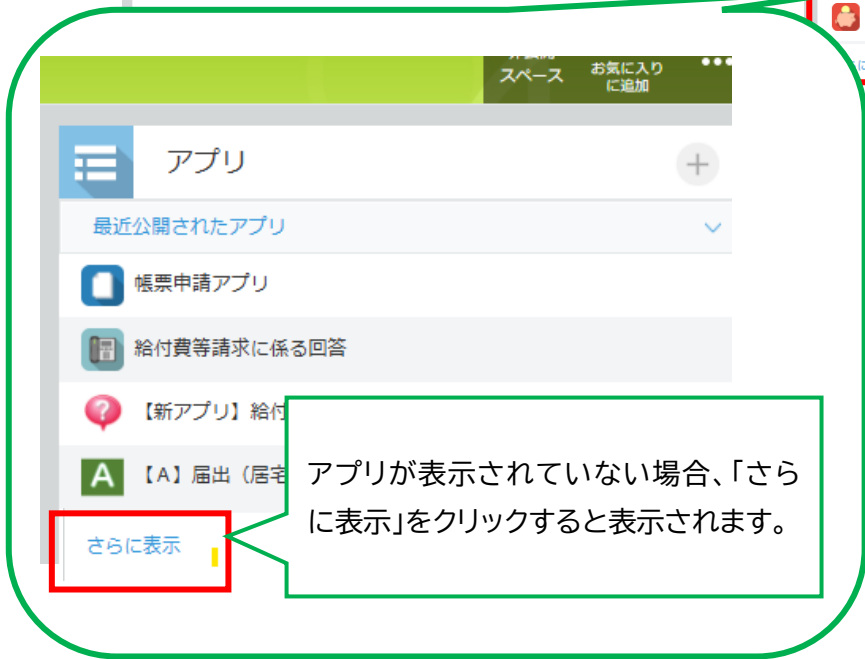 スペース
お気に入り
に追加
アプリ
最近公開されたアプリ
帳票申請アプリ
給付費等請求に係る回答
【新アプリ】給付
【A】届出（居宅
さらに表示
アプリが表示されていない場合、「さら
に表示」をクリックすると表示されます。